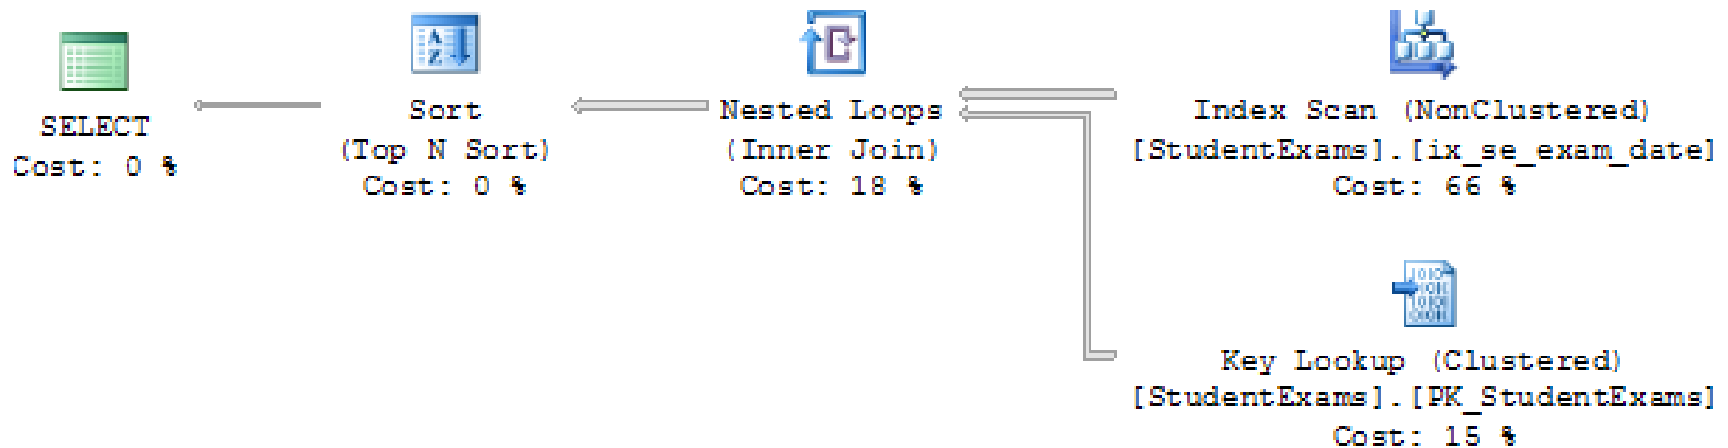 SELECT
Cost: 0 %
Sort
(Top N Sort)
Cost: 0 %
Nested Loops
(Inner Join)
Cost: 18 %
Index Scan (NonClustered)
[StudentExams].[ix_se_exam_date]
Cost: 66 %
Key Lookup (Clustered)
[StudentExams].[PK_StudentExams]
Cost: 15 %